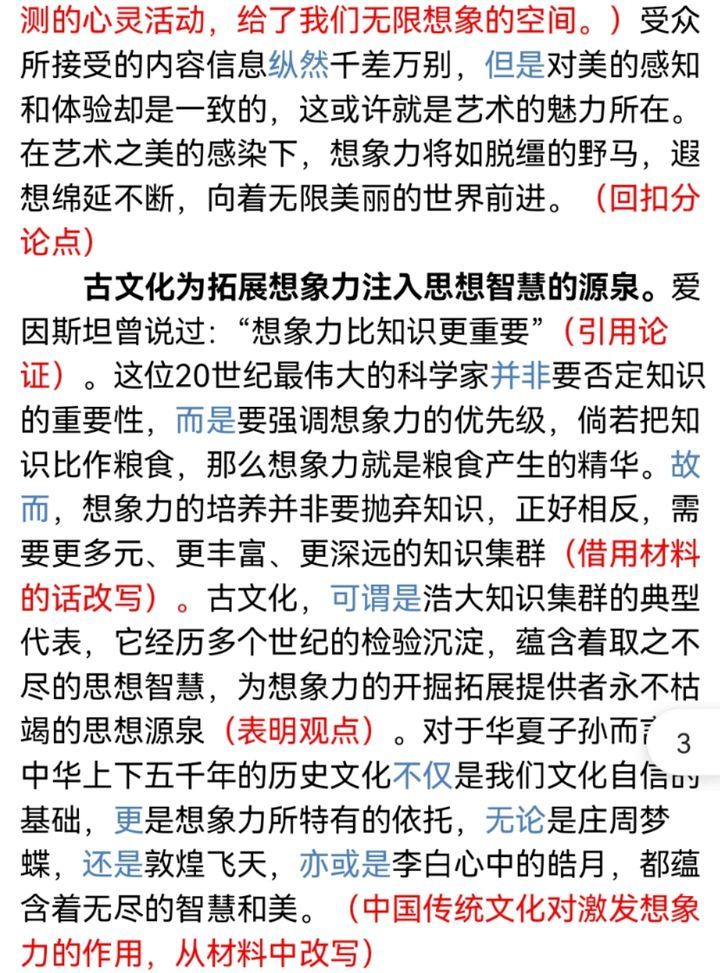 测的心灵活动，给了我们无限想象的空间。）受众
所接受的内容信息纵然千差万别，但是对美的感知
和体验却是一致的，这或许就是艺术的魅力所在。
在艺术之美的感染下，想象力将如脱缰的野马，遐
想绵延不断，向着无限美丽的世界前进。（回扣分
论点）
古文化为拓展想象力注入思想智慧的源泉。爱
因斯坦曾说过：“想象力比知识更重要”（引用论
证）。这位20世纪最伟大的科学家并非要否定知识
的重要性，而是要强调想象力的优先级，倘若把知
识比作粮食，那么想象力就是粮食产生的精华。故
而，想象力的培养并非要抛弃知识，正好相反，需
要更多元、更丰富、更深远的知识集群（借用材料
的话改写）。古文化，可谓是浩大知识集群的典型
代表，它经历多个世纪的检验沉淀，蕴含着取之不
尽的思想智慧，为想象力的开掘拓展提供者永不枯
竭的思想源泉（表明观点）。对于华夏子孙而言
3
中华上下五千年的历史文化不仅是我们文化自信的
基础，更是想象力所特有的依托，无论是庄周梦
蝶，还是敦煌飞天，亦或是李白心中的皓月，都蕴
含着无尽的智慧和美。（中国传统文化对激发想象
力的作用，从材料中改写）